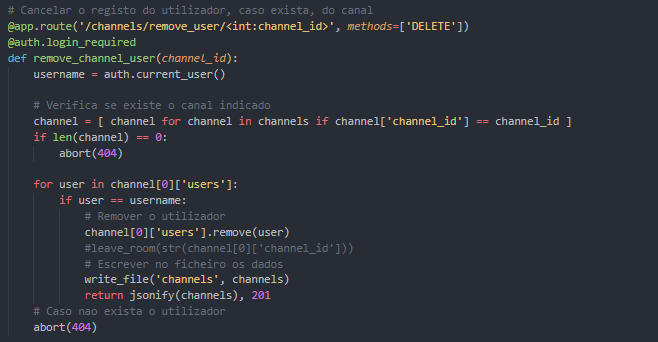 # Cancelar o registo do utilizador, caso exista, do canal
@app.route('/channels/remove_user/<int:channel_id>', methods=['DELETE'])
@auth.login_required
def remove_channel_user(channel_id):
username = auth.current_user()
# Verifica se existe o canal indicado
channel = [ channel for channel in channels if channel['channel_id'] == channel_id ]
if len(channel) == 0:
abort(404)
for user in channel[0]['users']:
if user == username:
# Remover o utilizador
channel[0]['users'].remove(user)
#leave_room(str(channel[0]['channel_id']))
# Escrever no ficheiro os dados
write_file('channels', channels)
return jsonify(channels), 201
# Caso nao exista o utilizador
abort(404)